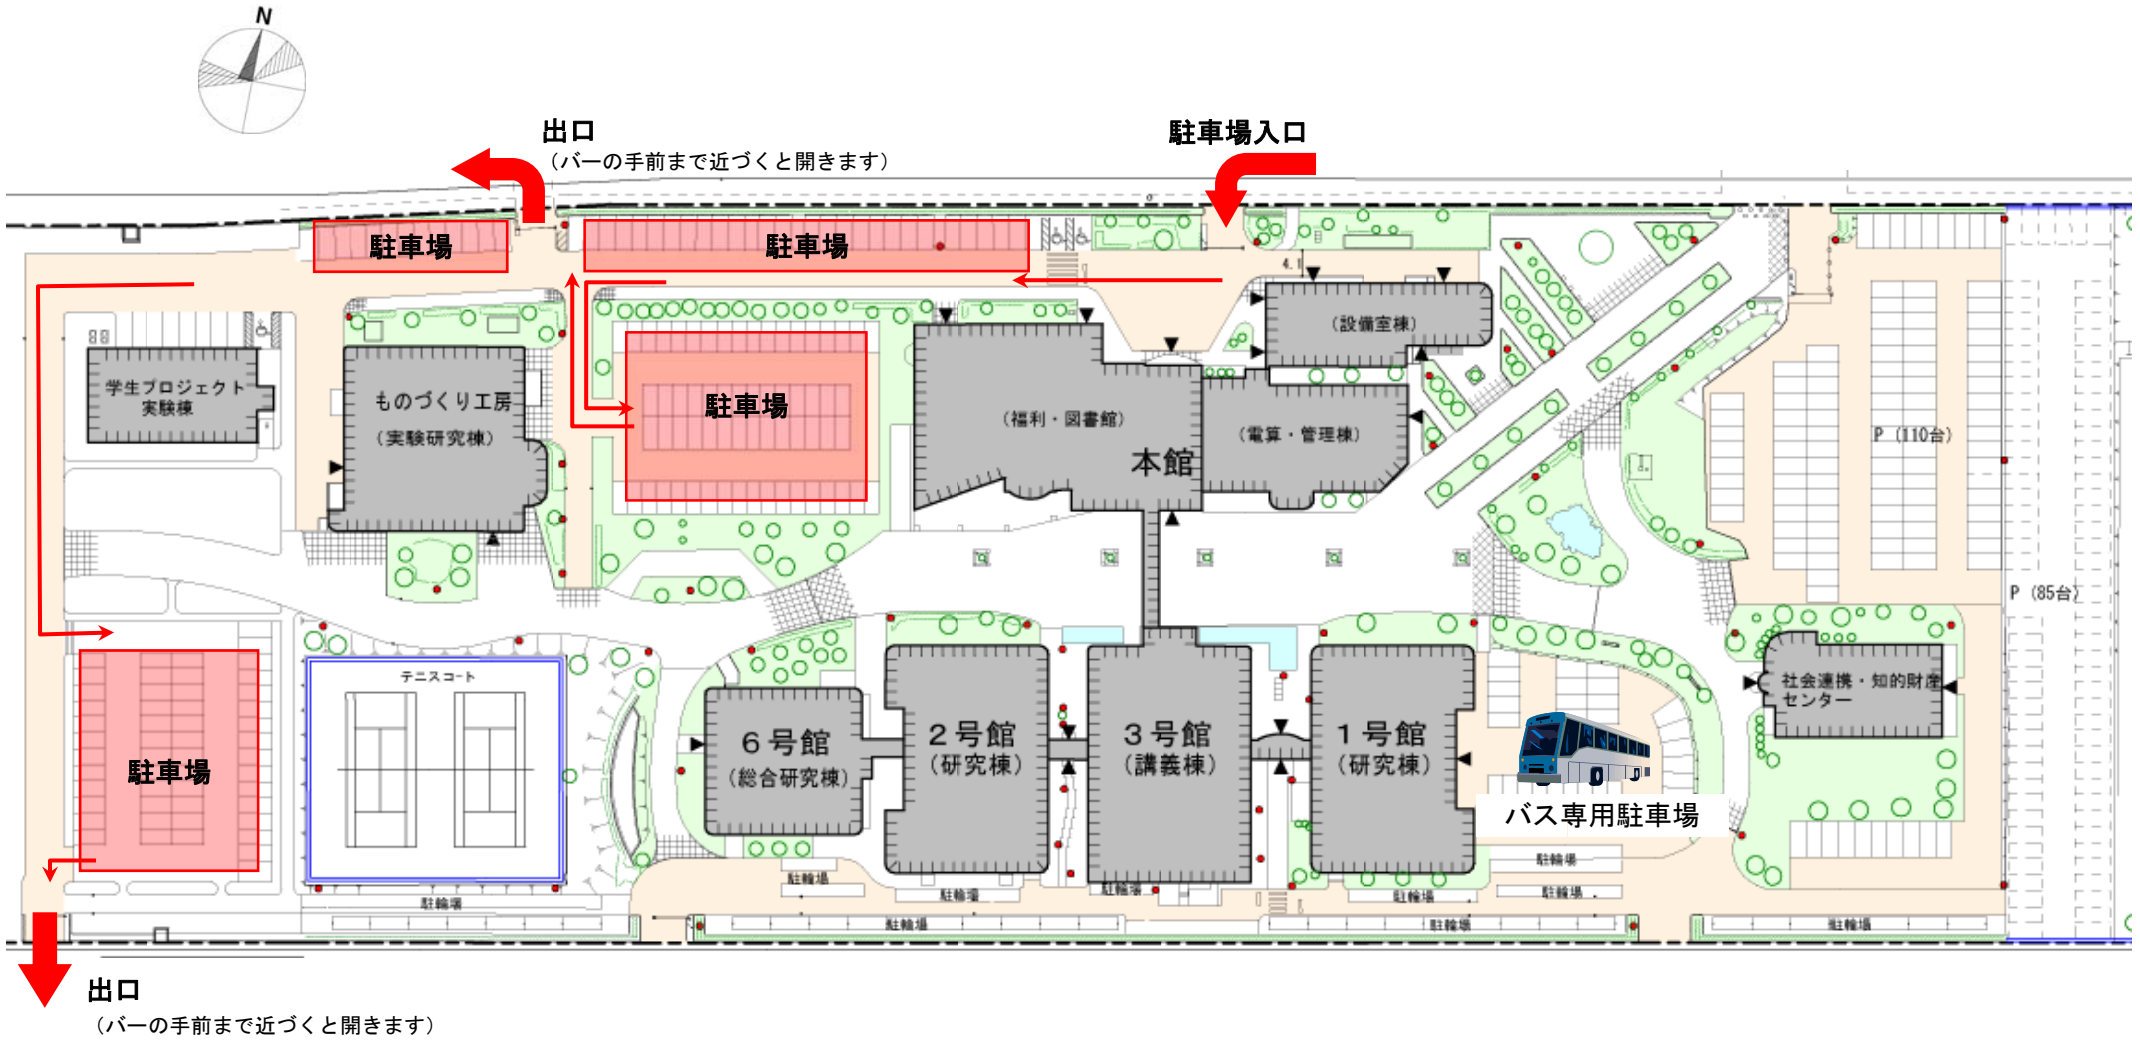 N
出口
（バーの手前まで近づくと開きます）
駐車場入口
駐車場
駐車場
4.1
学生プロジェクト
実験棟
ものづくり工房
（実験研究棟）
駐車場
（設備室棟）
（福利・図書館）
（電算・管理棟）
本館
P（110台）
P（85台）
テニスコート
駐車場
6号館
（総合研究棟）
2号館
（研究棟）
3号館
（講義棟）
1号館
（研究棟）
社会連携・知的財産
センター
バス専用駐車場
駐輪場
駐輪場
駐輪場
駐輪場
駐輪場
駐輪場
駐輪場
駐輪場
駐輪場
駐輪場
出口
（バーの手前まで近づくと開きます）